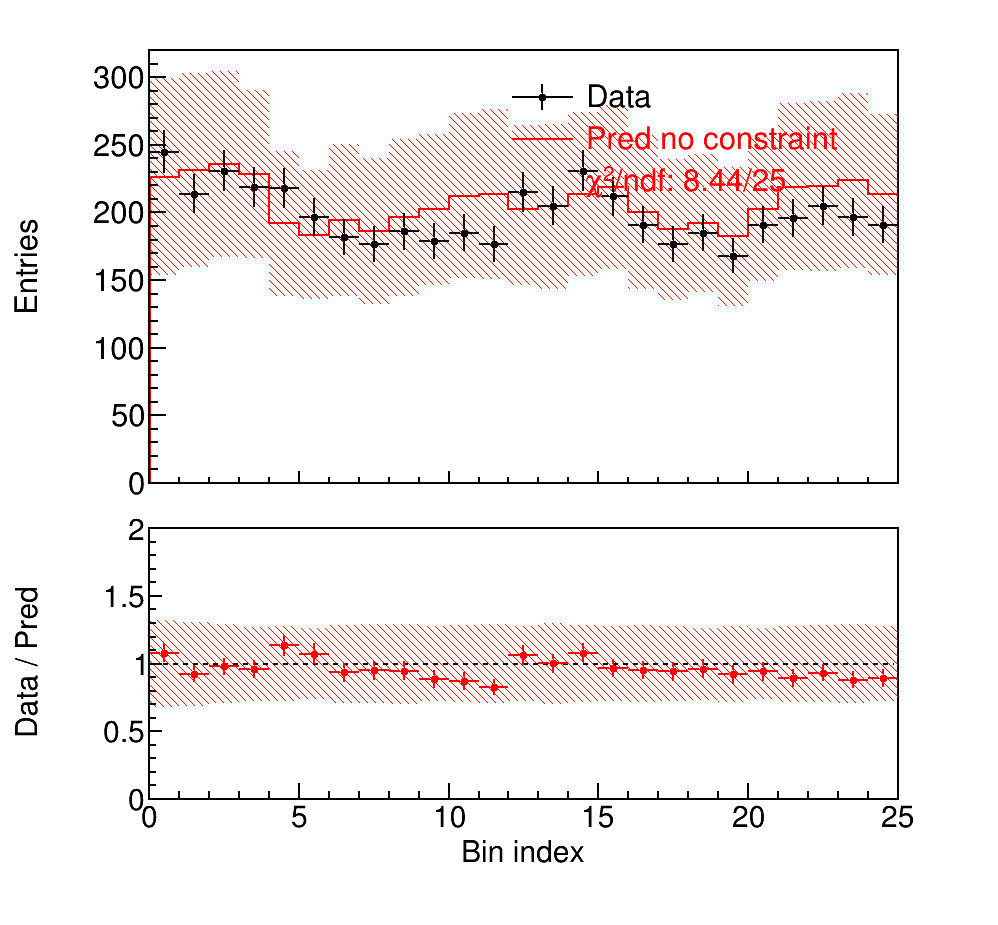 300
250
200
150
100
50
0
Entries
Data
Pred no constraint
χ²/ndf: 8.44/25
2
1.5
1
0.5
0
Data / Pred
0 5 10 15 20 25
Bin index